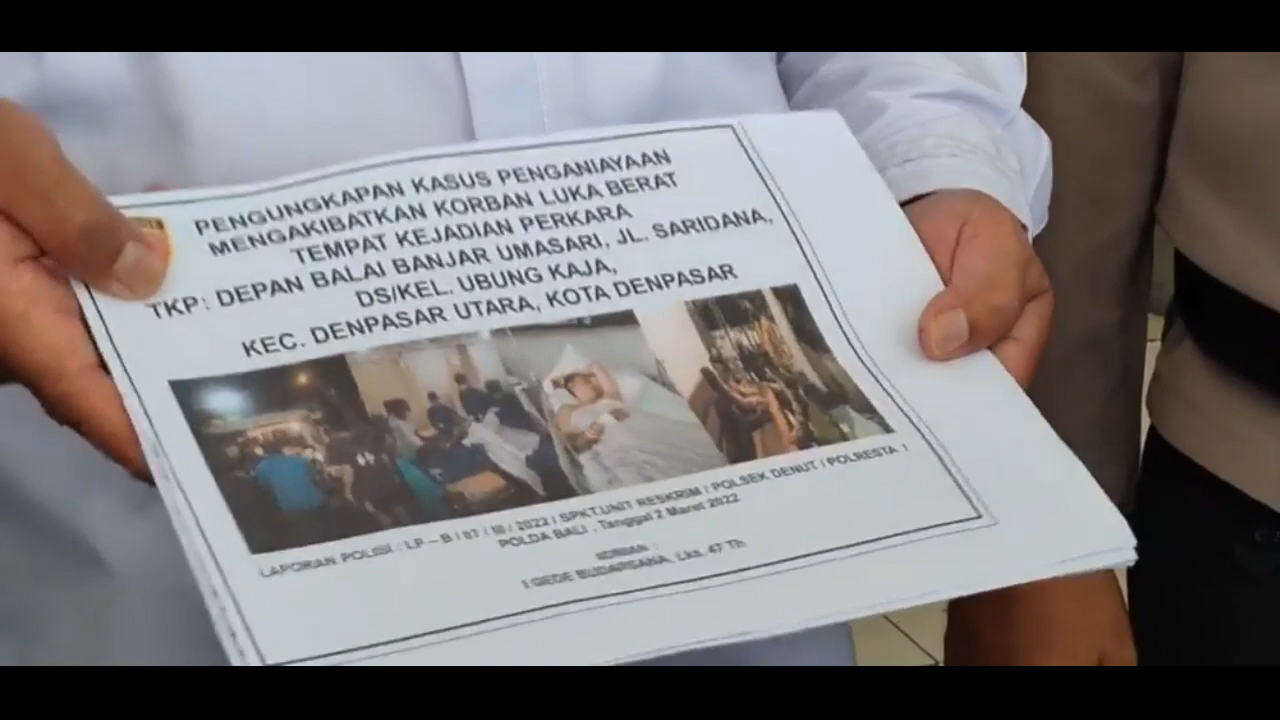 PENGUNGKAPAN KASUS PENGANIAYAAN
MENGAKIBATKAN KORBAN LUKA BERAT
TEMPAT KEJADIAN PERKARA
TKP: DEPAN BALAI BANJAR UMASARI, JL. SARIDANA,
DS/KEL. UBUNG KAJA,
KEC. DENPASAR UTARA, KOTA DENPASAR
LAPORAN POLISI : LP – B / 07 / III / 2022 / SPKT.UNIT RESKRIM / POLSEK DENUT / POLRESTA /
POLDA BALI , Tanggal 2 Maret 2022
KORBAN :
I GEDE BUDARSANA, Lk, 47 Th